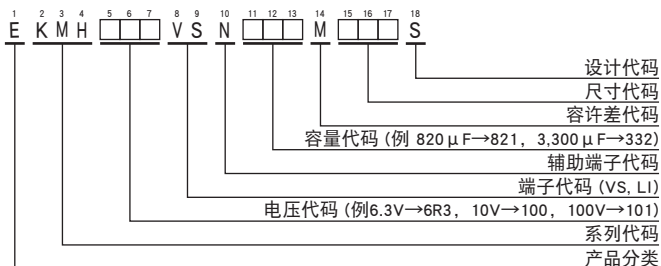 1 2 3 4 5 6 7 8 9 10 11 12 13 14 15 16 17 18
E K M H □□□ V S N □□□ M □□□ S
设计代码
尺寸代码
容许差代码
容量代码 (例 820μF→821，3,300μF→332)
辅助端子代码
端子代码 (VS, LI)
电压代码 (例6.3V→6R3，10V→100，100V→101)
系列代码
产品分类